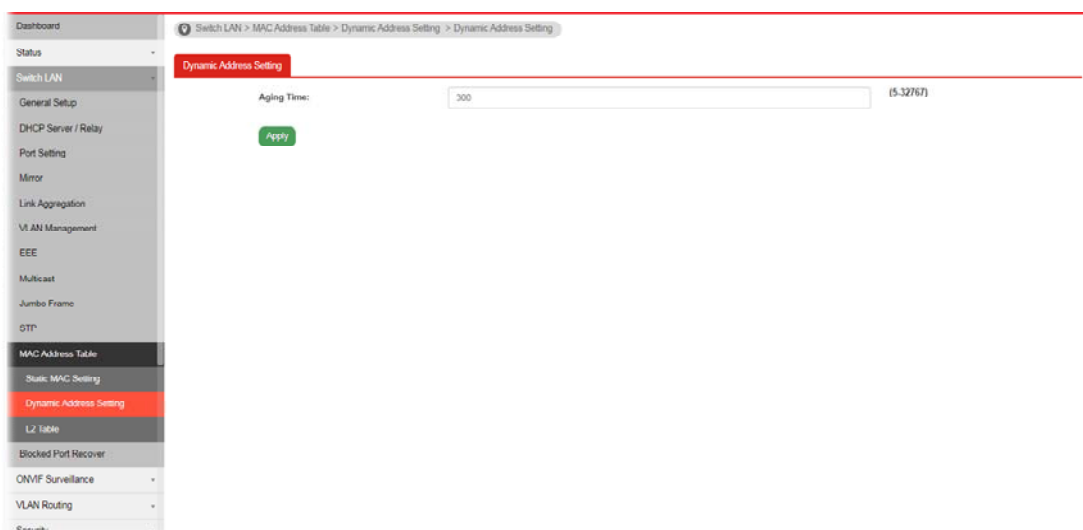 Dashboard
Switch LAN > MAC Address Table > Dynamic Address Setting > Dynamic Address Setting
Status
Dynamic Address Setting
Switch LAN
General Setup
Aging Time:
300
(5-32767)
DHCP Server / Relay
Apply
Port Setting
Mirror
Link Aggregation
VLAN Management
EEE
Multicast
Jumbo Frame
STP
MAC Address Table
Static MAC Setting
Dynamic Address Setting
L2 Table
Blocked Port Recover
ONVIF Surveillance
VLAN Routing
Security